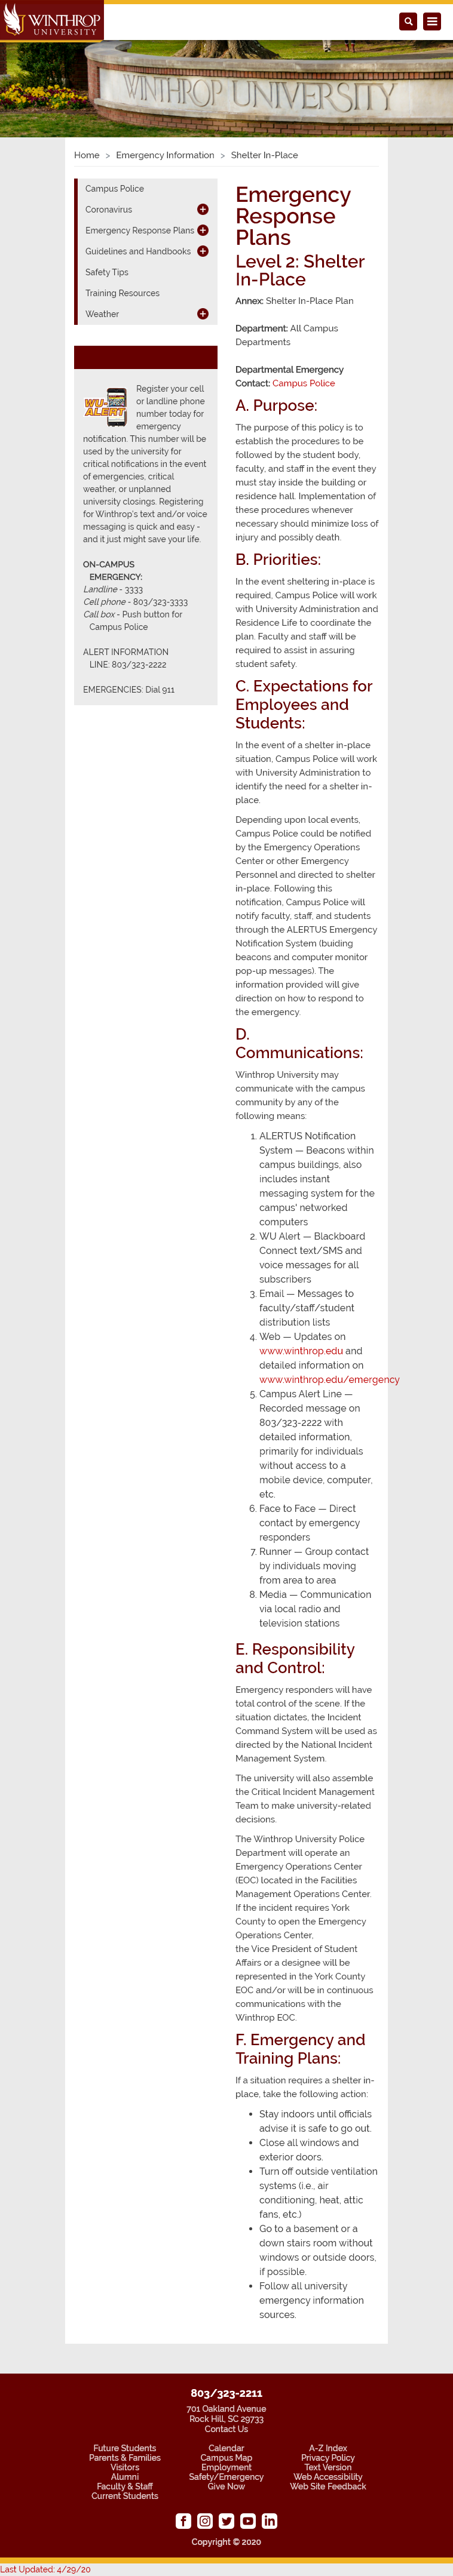 WINTHROP
UNIVERSITY
WINTHROP UNIVERSITY
Home > Emergency Information > Shelter In-Place
Campus Police
Coronavirus
Emergency Response Plans
Guidelines and Handbooks
Safety Tips
Training Resources
Weather
WU-ALERT
Register your cell
or landline phone
number today for
emergency
notification. This number will be
used by the university for
critical notifications in the event
of emergencies, critical
weather, or unplanned
university closings. Registering
for Winthrop's text and/or voice
messaging is quick and easy -
and it just might save your life.
ON-CAMPUS
EMERGENCY:
Landline - 3333
Cell phone - 803/323-3333
Call box - Push button for
Campus Police
ALERT INFORMATION
LINE: 803/323-2222
EMERGENCIES: Dial 911
Emergency
Response
Plans
Level 2: Shelter
In-Place
Annex: Shelter In-Place Plan
Department: All Campus
Departments
Departmental Emergency
Contact: Campus Police
A. Purpose:
The purpose of this policy is to
establish the procedures to be
followed by the student body,
faculty, and staff in the event they
must stay inside the building or
residence hall. Implementation of
these procedures whenever
necessary should minimize loss of
injury and possibly death.
B. Priorities:
In the event sheltering in-place is
required, Campus Police will work
with University Administration and
Residence Life to coordinate the
plan. Faculty and staff will be
required to assist in assuring
student safety.
C. Expectations for
Employees and
Students:
In the event of a shelter in-place
situation, Campus Police will work
with University Administration to
identify the need for a shelter in-
place.
Depending upon local events,
Campus Police could be notified
by the Emergency Operations
Center or other Emergency
Personnel and directed to shelter
in-place. Following this
notification, Campus Police will
notify faculty, staff, and students
through the ALERTUS Emergency
Notification System (buiding
beacons and computer monitor
pop-up messages). The
information provided will give
direction on how to respond to
the emergency.
D.
Communications:
Winthrop University may
communicate with the campus
community by any of the
following means:
1. ALERTUS Notification
System — Beacons within
campus buildings, also
includes instant
messaging system for the
campus' networked
computers
2. WU Alert — Blackboard
Connect text/SMS and
voice messages for all
subscribers
3. Email — Messages to
faculty/staff/student
distribution lists
4. Web — Updates on
www.winthrop.edu and
detailed information on
www.winthrop.edu/emergency
5. Campus Alert Line —
Recorded message on
803/323-2222 with
detailed information,
primarily for individuals
without access to a
mobile device, computer,
etc.
6. Face to Face — Direct
contact by emergency
responders
7. Runner — Group contact
by individuals moving
from area to area
8. Media — Communication
via local radio and
television stations
E. Responsibility
and Control:
Emergency responders will have
total control of the scene. If the
situation dictates, the Incident
Command System will be used as
directed by the National Incident
Management System.
The university will also assemble
the Critical Incident Management
Team to make university-related
decisions.
The Winthrop University Police
Department will operate an
Emergency Operations Center
(EOC) located in the Facilities
Management Operations Center.
If the incident requires York
County to open the Emergency
Operations Center,
the Vice President of Student
Affairs or a designee will be
represented in the York County
EOC and/or will be in continuous
communications with the
Winthrop EOC.
F. Emergency and
Training Plans:
If a situation requires a shelter in-
place, take the following action:
• Stay indoors until officials
advise it is safe to go out.
• Close all windows and
exterior doors.
• Turn off outside ventilation
systems (i.e., air
conditioning, heat, attic
fans, etc.)
• Go to a basement or a
down stairs room without
windows or outside doors,
if possible.
• Follow all university
emergency information
sources.
803/323-2211
701 Oakland Avenue
Rock Hill, SC 29733
Contact Us
Future Students
Parents & Families
Visitors
Alumni
Faculty & Staff
Current Students
Calendar
Campus Map
Employment
Safety/Emergency
Give Now
A-Z Index
Privacy Policy
Text Version
Web Accessibility
Web Site Feedback
Copyright © 2020
Last Updated: 4/29/20